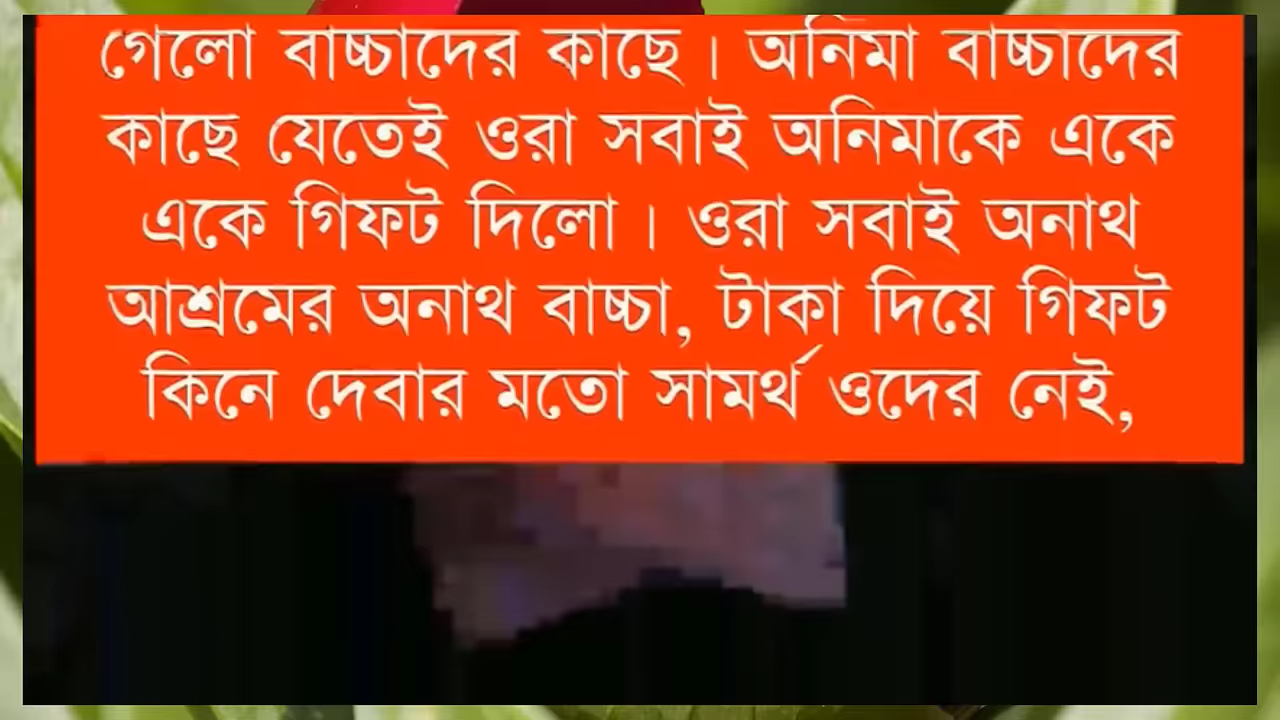 গেলো বাচ্চাদের কাছে। অনিমা বাচ্চাদের
কাছে যেতেই ওরা সবাই অনিমাকে একে
একে গিফট দিলো। ওরা সবাই অনাথ
আশ্রমের অনাথ বাচ্চা, টাকা দিয়ে গিফট
কিনে দেবার মতো সামর্থ ওদের নেই,